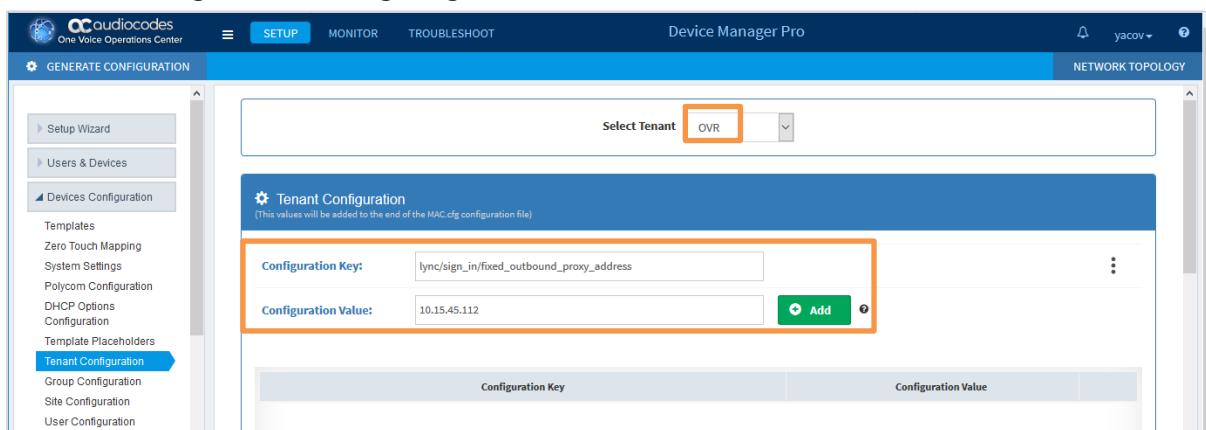 audiocodes
One Voice Operations Center
SETUP MONITOR TROUBLESHOOT
Device Manager Pro
yacov
GENERATE CONFIGURATION
NETWORK TOPOLOGY
Setup Wizard
Users & Devices
Devices Configuration
Templates
Zero Touch Mapping
System Settings
Polycom Configuration
DHCP Options
Configuration
Template Placeholders
Tenant Configuration
Group Configuration
Site Configuration
User Configuration
Select Tenant OVR
Tenant Configuration
(This values will be added to the end of the MAC.cfg configuration file)
Configuration Key: lync/sign_in/fixed_outbound_proxy_address
Configuration Value: 10.15.45.112 Add
Configuration Key Configuration Value